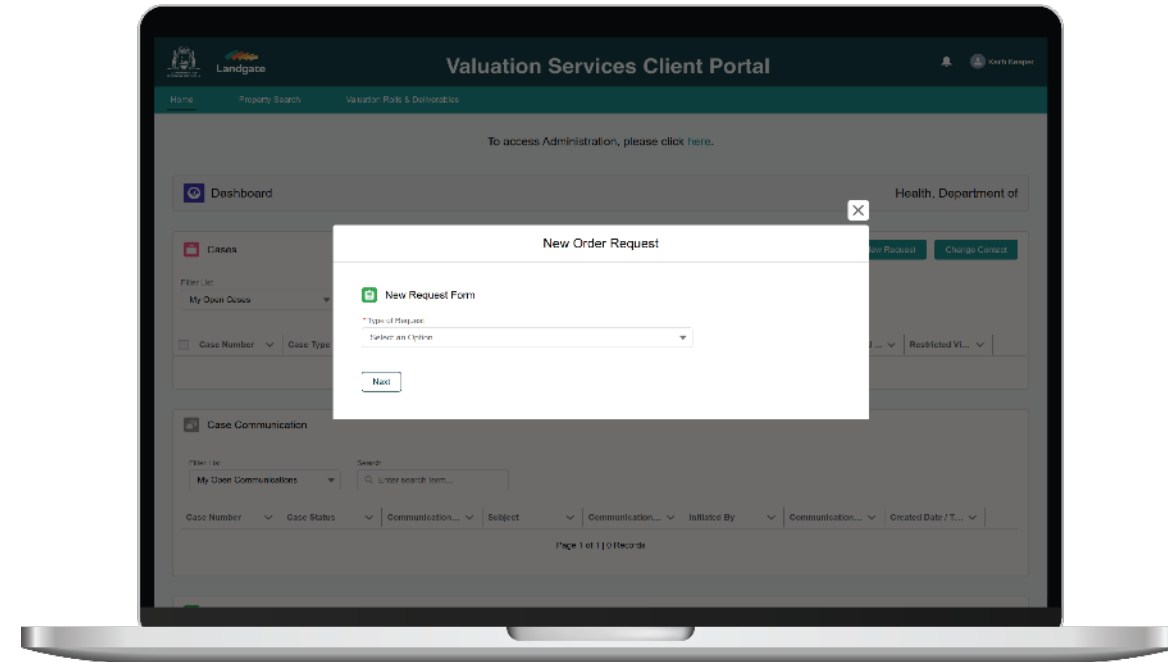 Landgate
Valuation Services Client Portal
Home Property Search Valuation Rolls & Deliverables
To access Administration, please click here.
Dashboard
Health, Department of
New Order Request
Cases
Request
Change Contact
Filter List
My Open Cases
New Request Form
* Type of Request
Select an Option
Case Number Case Type
Restricted Vi...
Next
Case Communication
Filter List
Search
My Open Communications
Enter search term...
Case Number Case Status Communication... Subject Communication... Initiated By Communication... Created Date / T...
Page 1 of 1 | 0 Records